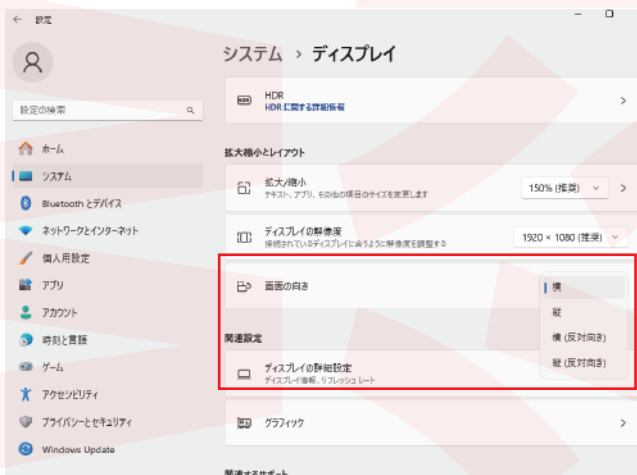 ← 設定
システム › ディスプレイ
HDR
HDR
HDR に関する詳細情報
設定の検索
ホーム
システム
Bluetooth とデバイス
ネットワークとインターネット
個人用設定
アプリ
アカウント
時刻と言語
ゲーム
アクセシビリティ
プライバシーとセキュリティ
Windows Update
拡大縮小とレイアウト
拡大/縮小
テキスト、アプリ、その他の項目のサイズを変更します
150% (推奨)
ディスプレイの解像度
接続されているディスプレイに合うように解像度を調整する
1920 × 1080 (推奨)
画面の向き
横
縦
横 (反対向き)
縦 (反対向き)
関連設定
ディスプレイの詳細設定
ディスプレイ情報、リフレッシュ レート
グラフィック
関連するサポート